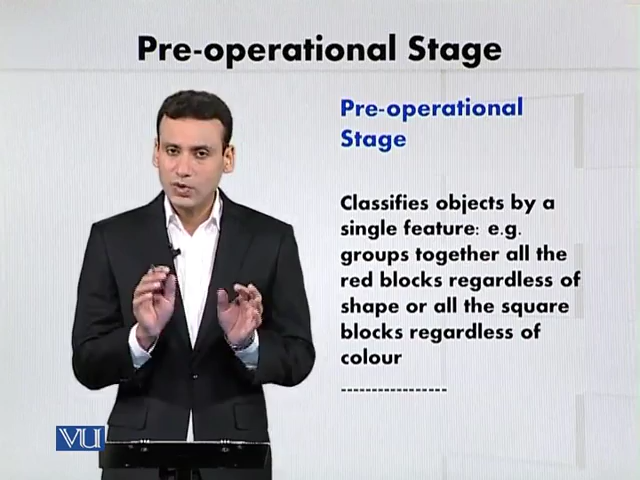 Pre-operational Stage
Pre-operational
Stage
Classifies objects by a
single feature: e.g.
groups together all the
red blocks regardless of
shape or all the square
blocks regardless of
colour
-----------------
VU